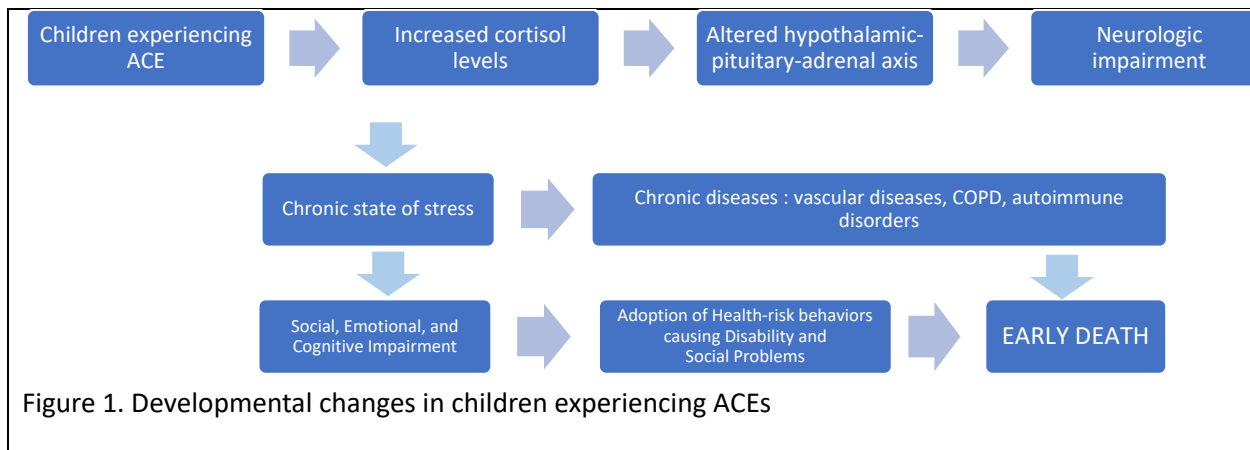 Children experiencing
ACE
Increased cortisol
levels
Altered hypothalamic-
pituitary-adrenal axis
Neurologic
impairment
Chronic state of stress
Chronic diseases : vascular diseases, COPD, autoimmune
disorders
Social, Emotional, and
Cognitive Impairment
Adoption of Health-risk behaviors
causing Disability and
Social Problems
EARLY DEATH
Figure 1. Developmental changes in children experiencing ACEs